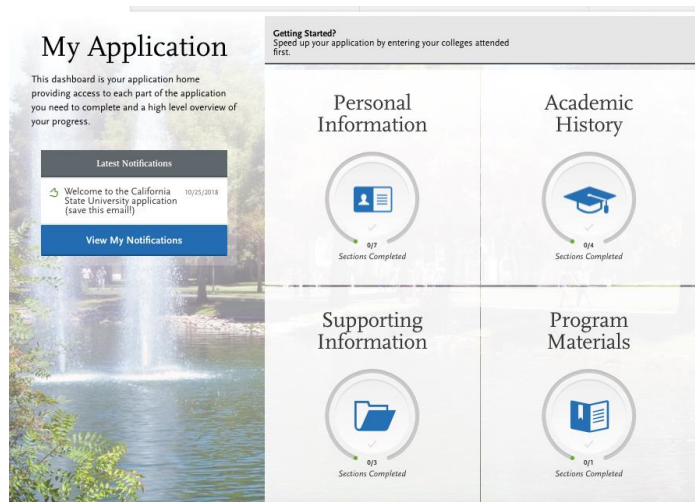 My Application
This dashboard is your application home
providing access to each part of the application
you need to complete and a high level overview of
your progress.
Latest Notifications
Welcome to the California
State University application
(save this email!)
10/25/2018
View My Notifications
Getting Started?
Speed up your application by entering your colleges attended
first.
Personal
Information
0/7
Sections Completed
Academic
History
0/4
Sections Completed
Supporting
Information
0/3
Sections Completed
Program
Materials
0/1
Sections Completed